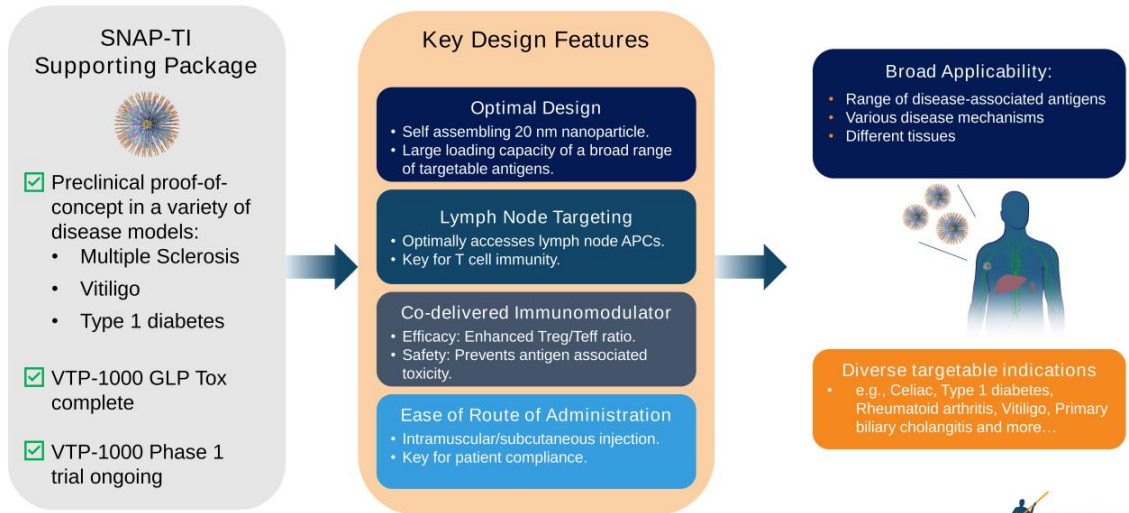 SNAP-TI
Supporting Package
Preclinical proof-of-
concept in a variety of
disease models:
• Multiple Sclerosis
• Vitiligo
• Type 1 diabetes
VTP-1000 GLP Tox
complete
VTP-1000 Phase 1
trial ongoing
Key Design Features
Optimal Design
• Self assembling 20 nm nanoparticle.
• Large loading capacity of a broad range
of targetable antigens.
Lymph Node Targeting
• Optimally accesses lymph node APCs.
• Key for T cell immunity.
Co-delivered Immunomodulator
• Efficacy: Enhanced Treg/Teff ratio.
• Safety: Prevents antigen associated
toxicity.
Ease of Route of Administration
• Intramuscular/subcutaneous injection.
• Key for patient compliance.
Broad Applicability:
• Range of disease-associated antigens
• Various disease mechanisms
• Different tissues
Diverse targetable indications
• e.g., Celiac, Type 1 diabetes,
Rheumatoid arthritis, Vitiligo, Primary
biliary cholangitis and more…